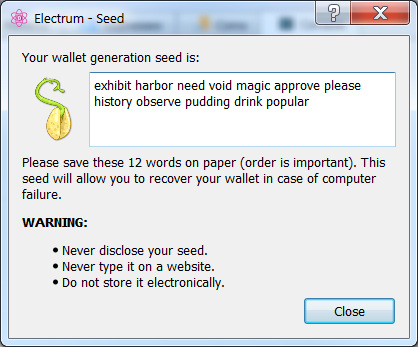 Electrum - Seed
Your wallet generation seed is:
exhibit harbor need void magic approve please
history observe pudding drink popular
Please save these 12 words on paper (order is important). This
seed will allow you to recover your wallet in case of computer
failure.
WARNING:
• Never disclose your seed.
• Never type it on a website.
• Do not store it electronically.
Close